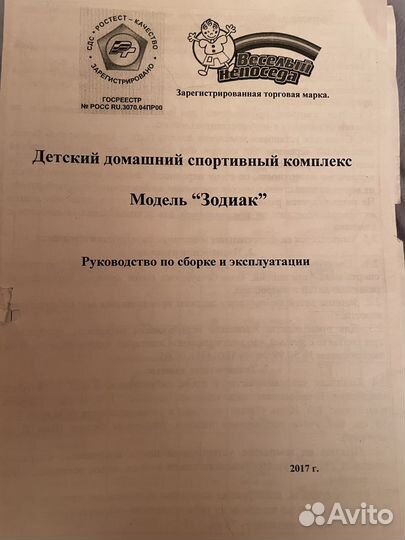 СДС • РОСТЕСТ – КАЧЕСТВО
ЗАРЕГИСТРИРОВАНО
ГОСРЕЕСТР
№ РОСС RU.3070.04ПР00
Веселый
непоседа
Зарегистрированная торговая марка.
Детский домашний спортивный комплекс
Модель “Зодиак”
Руководство по сборке и эксплуатации
2017 г.
Avito